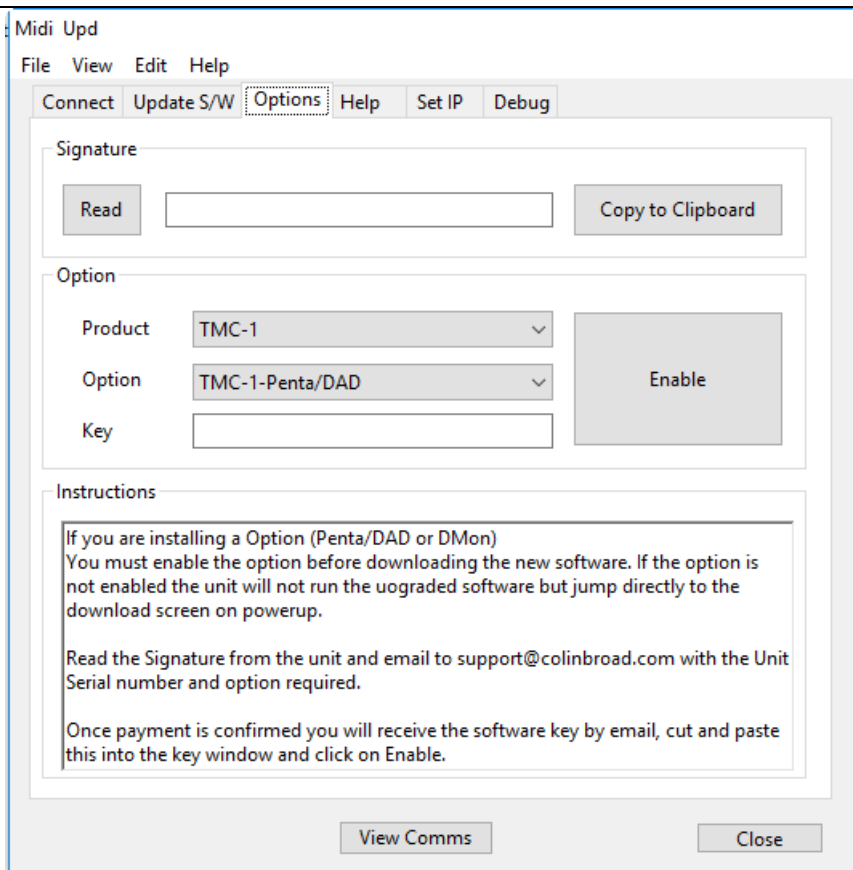 Midi Upd
File View Edit Help
Connect Update S/W Options Help Set IP Debug
Signature
Read Copy to Clipboard
Option
Product TMC-1
Option TMC-1-Penta/DAD Enable
Key
Instructions
If you are installing a Option (Penta/DAD or DMon)
You must enable the option before downloading the new software. If the option is
not enabled the unit will not run the uograded software but jump directly to the
download screen on powerup.
Read the Signature from the unit and email to support@colinbroad.com with the Unit
Serial number and option required.
Once payment is confirmed you will receive the software key by email, cut and paste
this into the key window and click on Enable.
View Comms Close